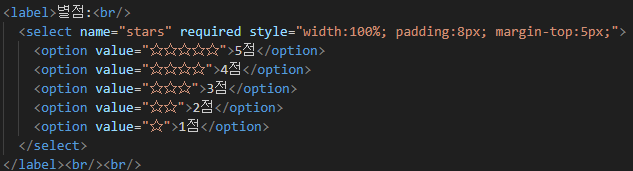 <label>별점:<br/>
<select name="stars" required style="width:100%; padding:8px; margin-top:5px;">
<option value="☆☆☆☆☆">5점</option>
<option value="☆☆☆☆">4점</option>
<option value="☆☆☆">3점</option>
<option value="☆☆">2점</option>
<option value="☆">1점</option>
</select>
</label><br/><br/>